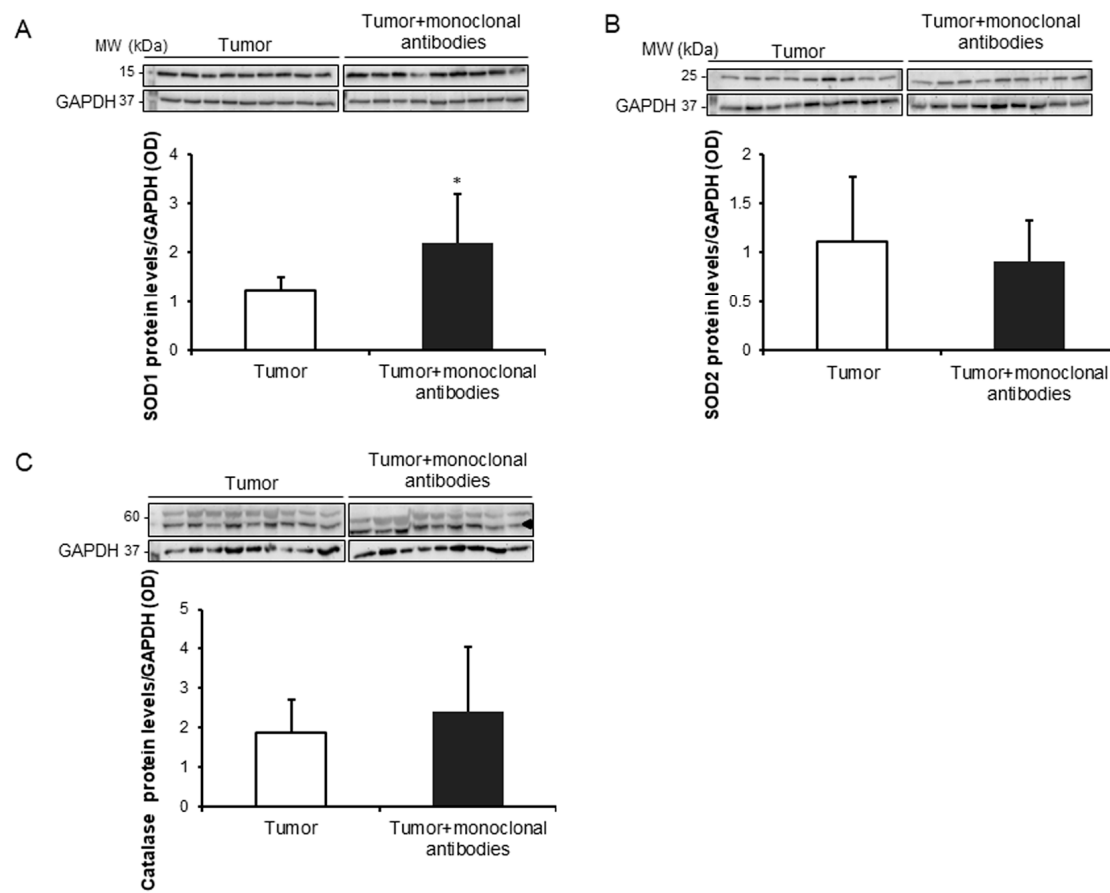 A
MW (kDa)
Tumor
Tumor+monoclonal
antibodies
15
GAPDH 37
SOD1 protein levels/GAPDH (OD)
4
3
2
1
0
*
Tumor
Tumor+monoclonal
antibodies
B
MW (kDa)
Tumor
Tumor+monoclonal
antibodies
25
GAPDH 37
SOD2 protein levels/GAPDH (OD)
2
1.5
1
0.5
0
Tumor
Tumor+monoclonal
antibodies
C
Tumor
Tumor+monoclonal
antibodies
60
GAPDH 37
Catalase protein levels/GAPDH (OD)
5
4
3
2
1
0
Tumor
Tumor+monoclonal
antibodies